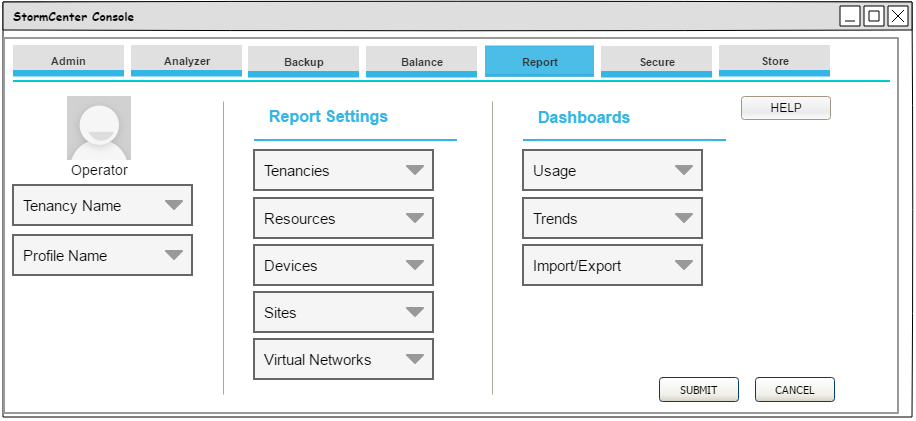 StormCenter Console
Admin
Analyzer
Backup
Balance
Report
Secure
Store
Operator
Tenancy Name
Profile Name
Report Settings
Tenancies
Resources
Devices
Sites
Virtual Networks
Dashboards
Usage
Trends
Import/Export
HELP
SUBMIT
CANCEL